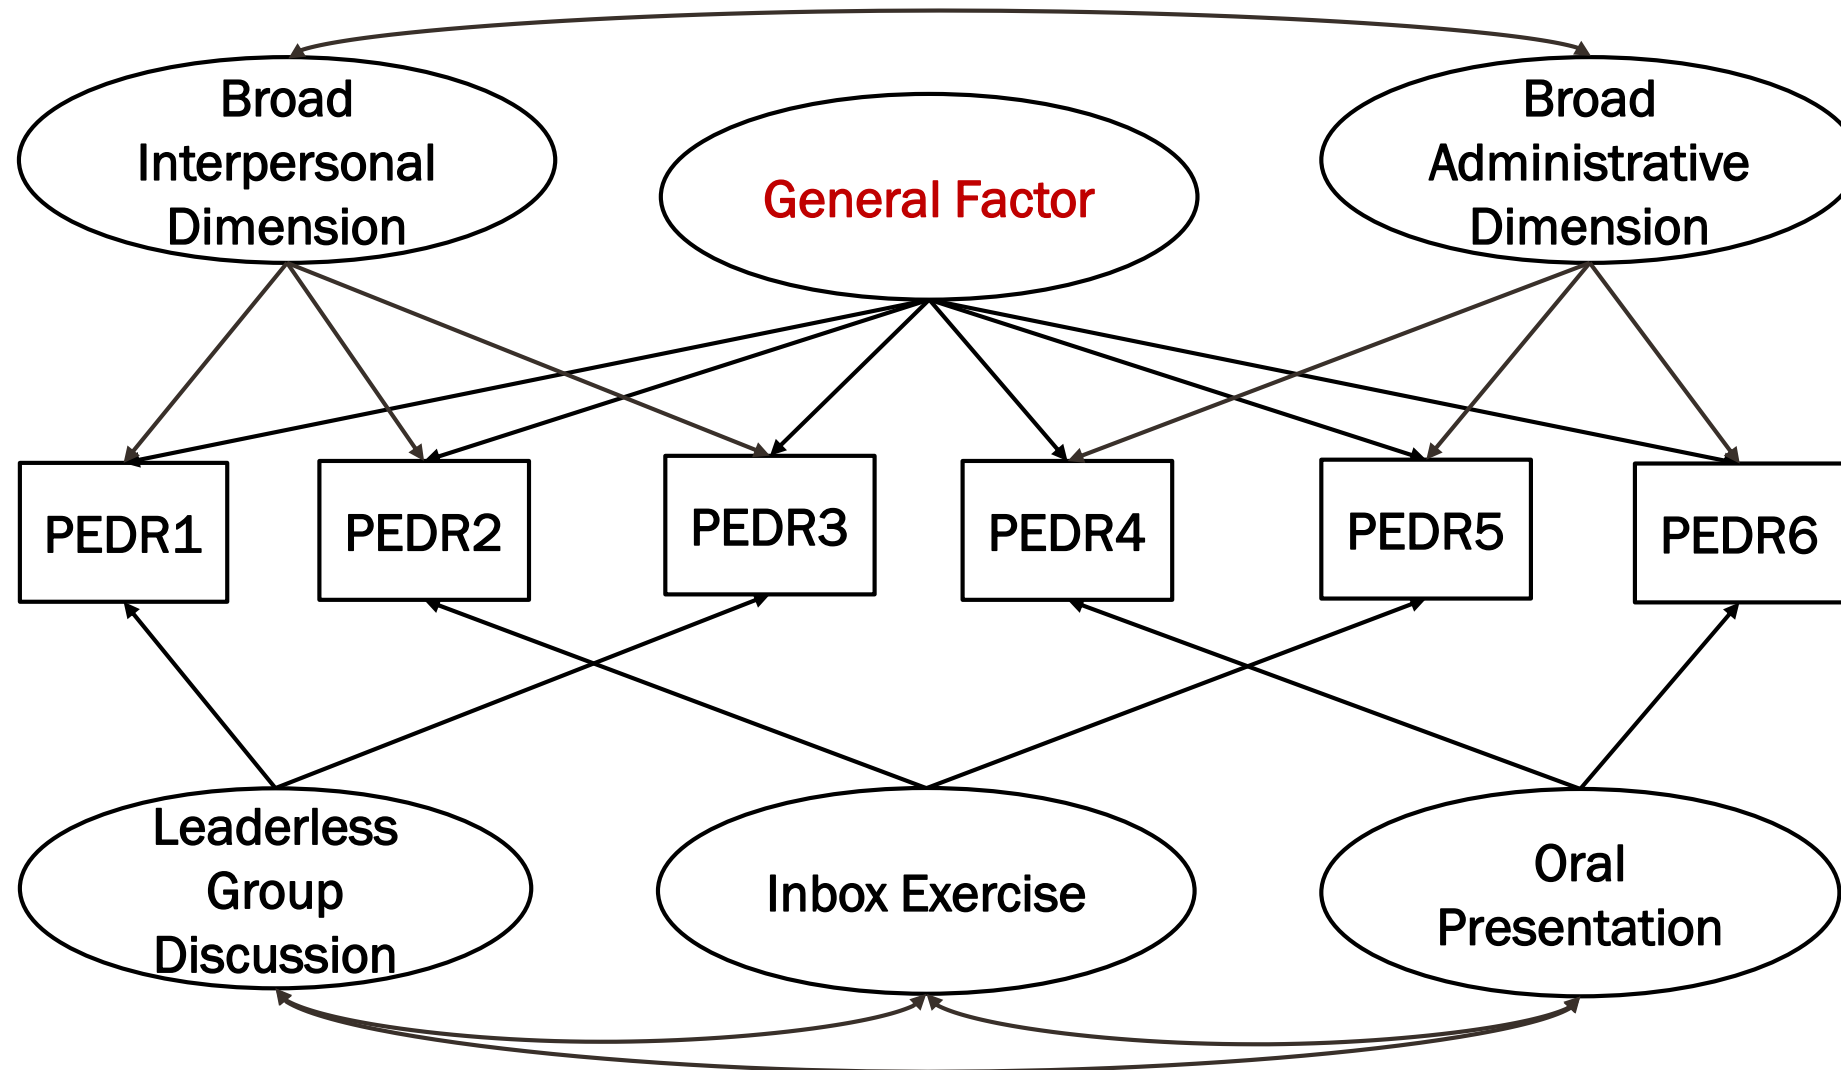 Broad
Interpersonal
Dimension
General Factor
Broad
Administrative
Dimension
PEDR1
PEDR2
PEDR3
PEDR4
PEDR5
PEDR6
Leaderless
Group
Discussion
Inbox Exercise
Oral
Presentation